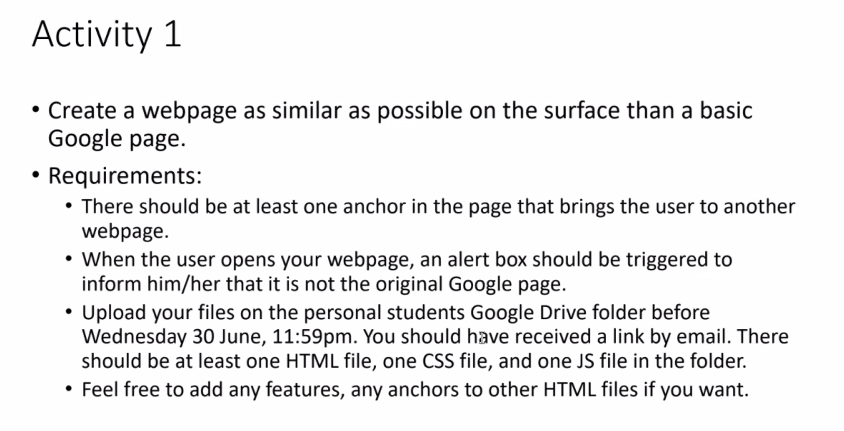 Activity 1
• Create a webpage as similar as possible on the surface than a basic
Google page.
• Requirements:
• There should be at least one anchor in the page that brings the user to another
webpage.
• When the user opens your webpage, an alert box should be triggered to
inform him/her that it is not the original Google page.
• Upload your files on the personal students Google Drive folder before
Wednesday 30 June, 11:59pm. You should have received a link by email. There
should be at least one HTML file, one CSS file, and one JS file in the folder.
• Feel free to add any features, any anchors to other HTML files if you want.